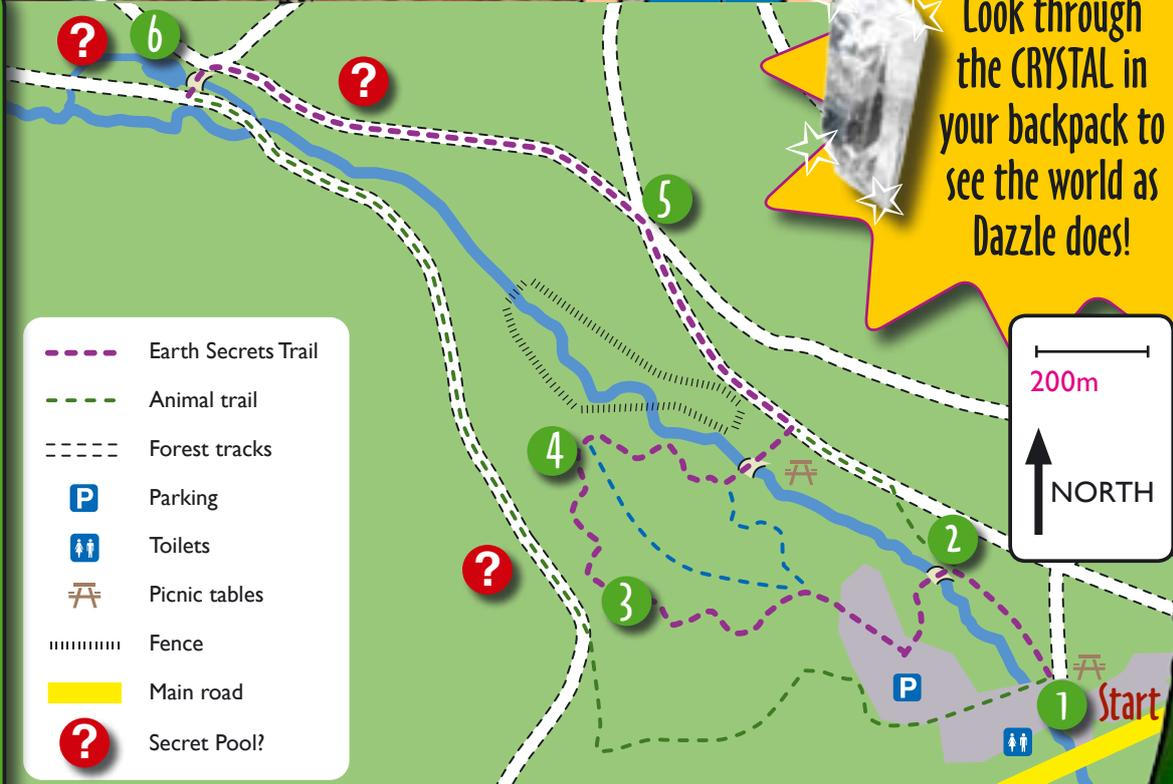 Look through
the CRYSTAL in
your backpack to
see the world as
Dazzle does!
?
6
?
5
200m
NORTH
4
2
?
3
P
1
Start
Earth Secrets Trail
Animal trail
Forest tracks
P
Parking
Toilets
Picnic tables
Fence
Main road
?
Secret Pool?